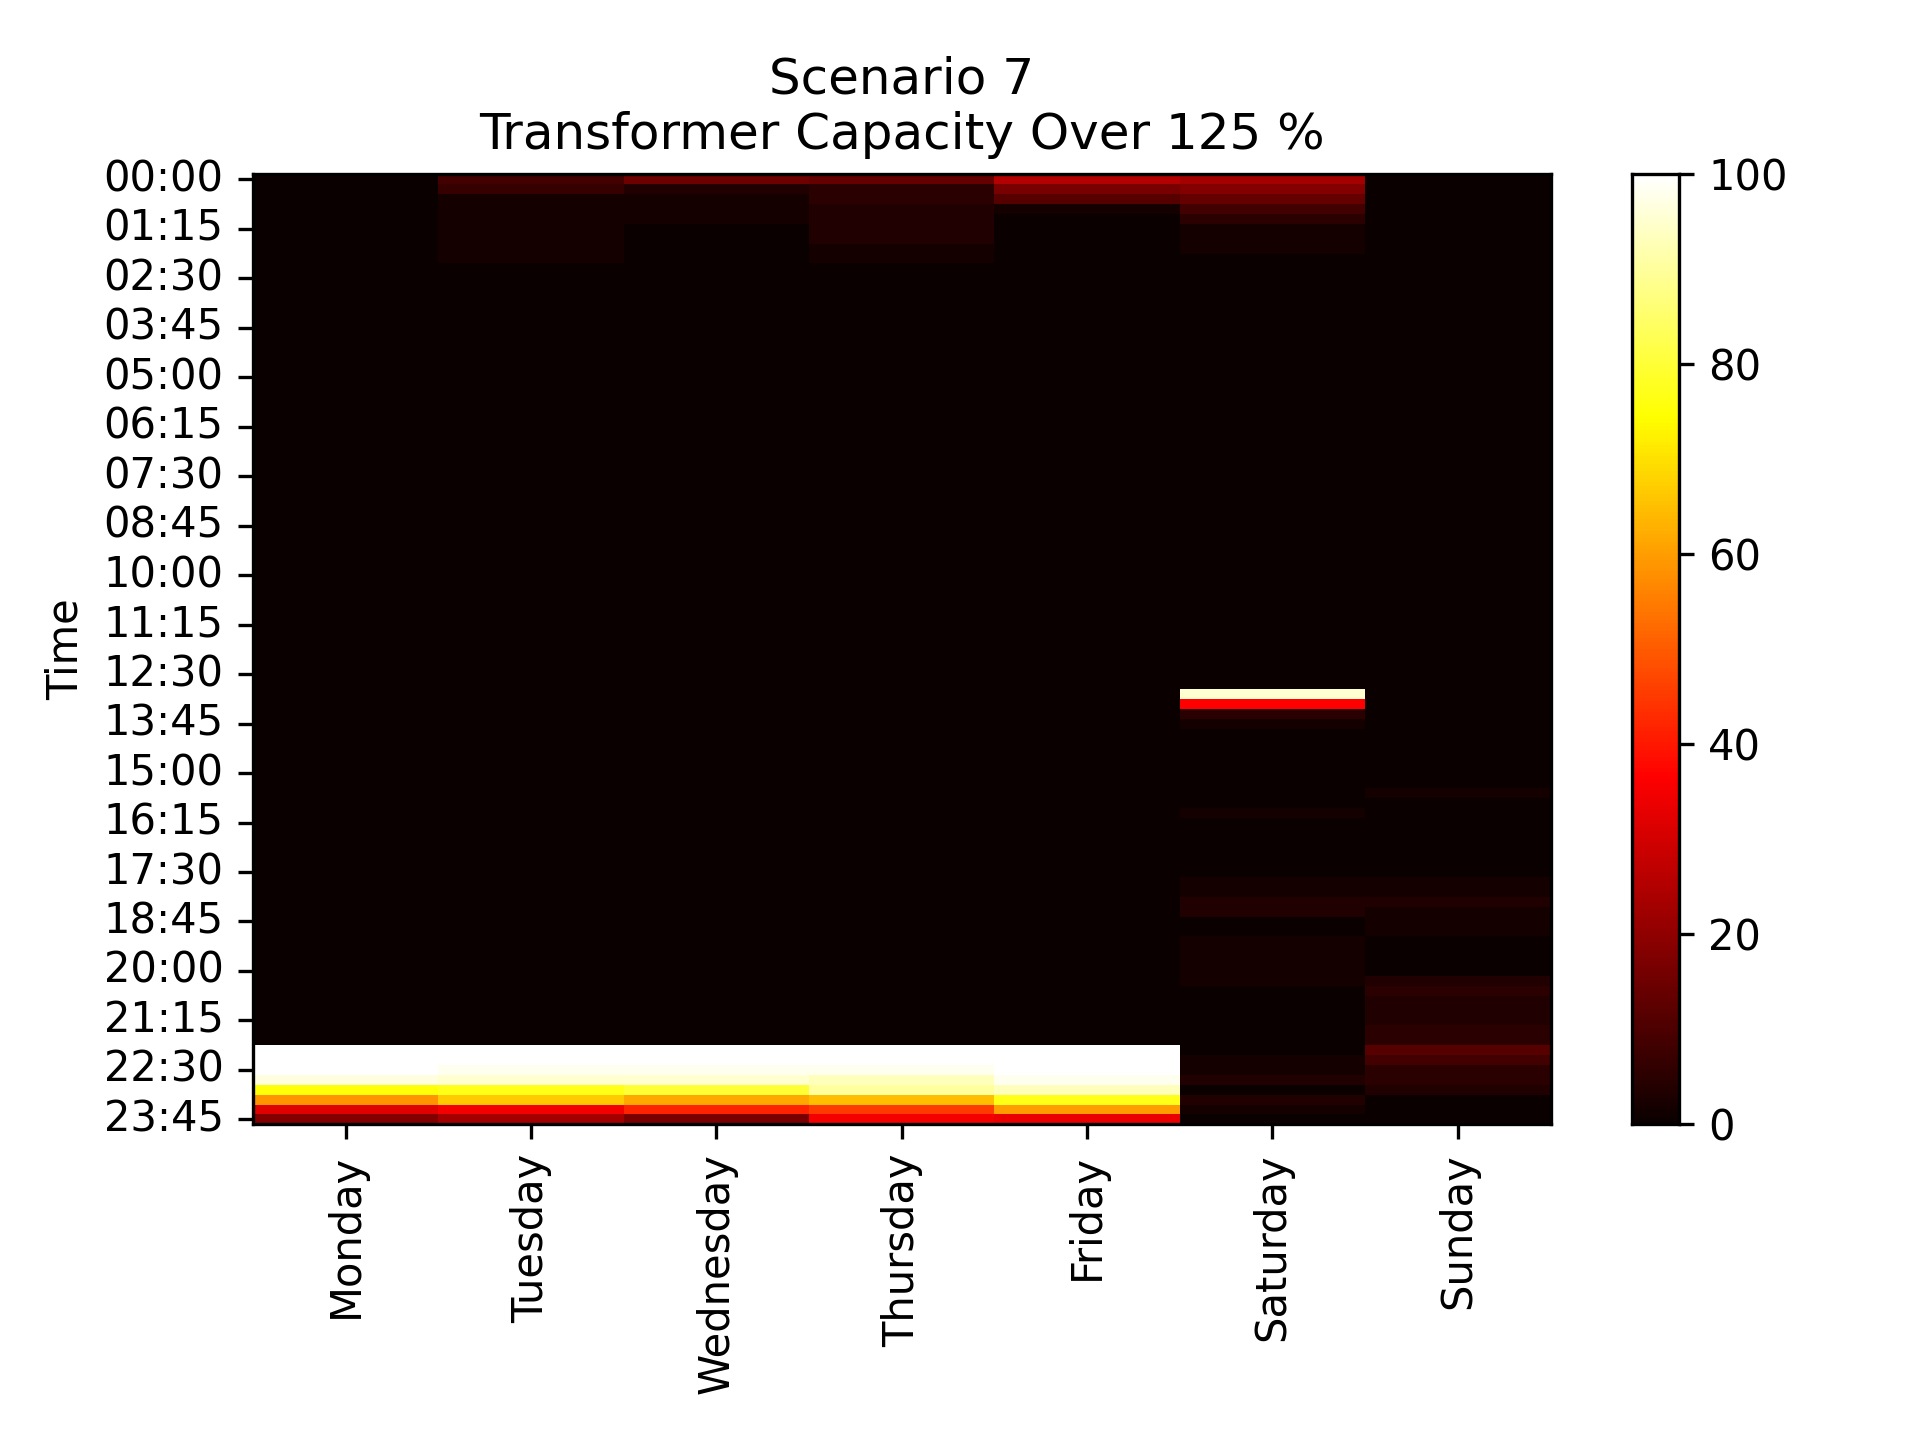 Scenario 7
Transformer Capacity Over 125 %
Time
00:00
01:15
02:30
03:45
05:00
06:15
07:30
08:45
10:00
11:15
12:30
13:45
15:00
16:15
17:30
18:45
20:00
21:15
22:30
23:45
Monday
Tuesday
Wednesday
Thursday
Friday
Saturday
Sunday
100
80
60
40
20
0